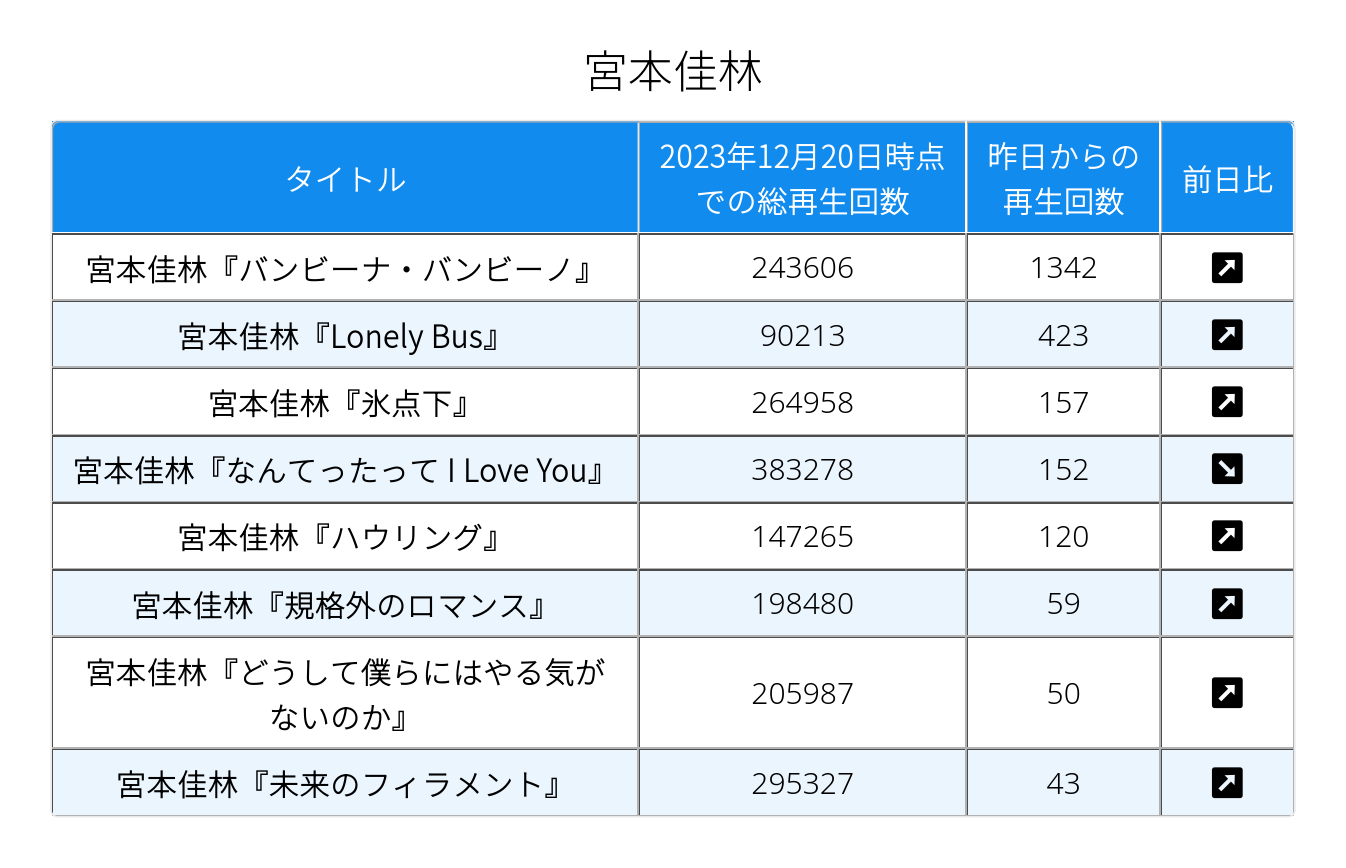 宮本佳林
タイトル
2023年12月20日時点
での総再生回数
昨日からの
再生回数
前日比
宮本佳林『バンビーナ・バンビーノ』
243606
1342
宮本佳林『Lonely Bus』
90213
423
宮本佳林『氷点下』
264958
157
宮本佳林『なんてったって I Love You』
383278
152
宮本佳林『ハウリング』
147265
120
宮本佳林『規格外のロマンス』
198480
59
宮本佳林『どうして僕らにはやる気が
ないのか』
205987
50
宮本佳林『未来のフィラメント』
295327
43